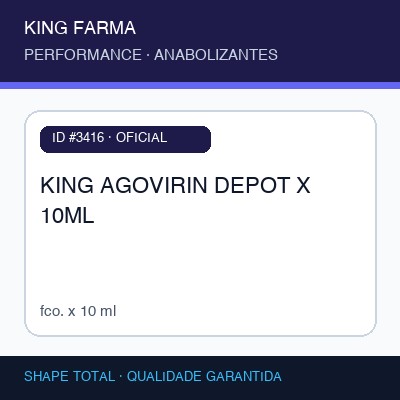 KING FARMA
PERFORMANCE · ANABOLIZANTES
ID #3416 · OFICIAL
KING AGOVIRIN DEPOT X
10ML
fco. x 10 ml
SHAPE TOTAL · QUALIDADE GARANTIDA